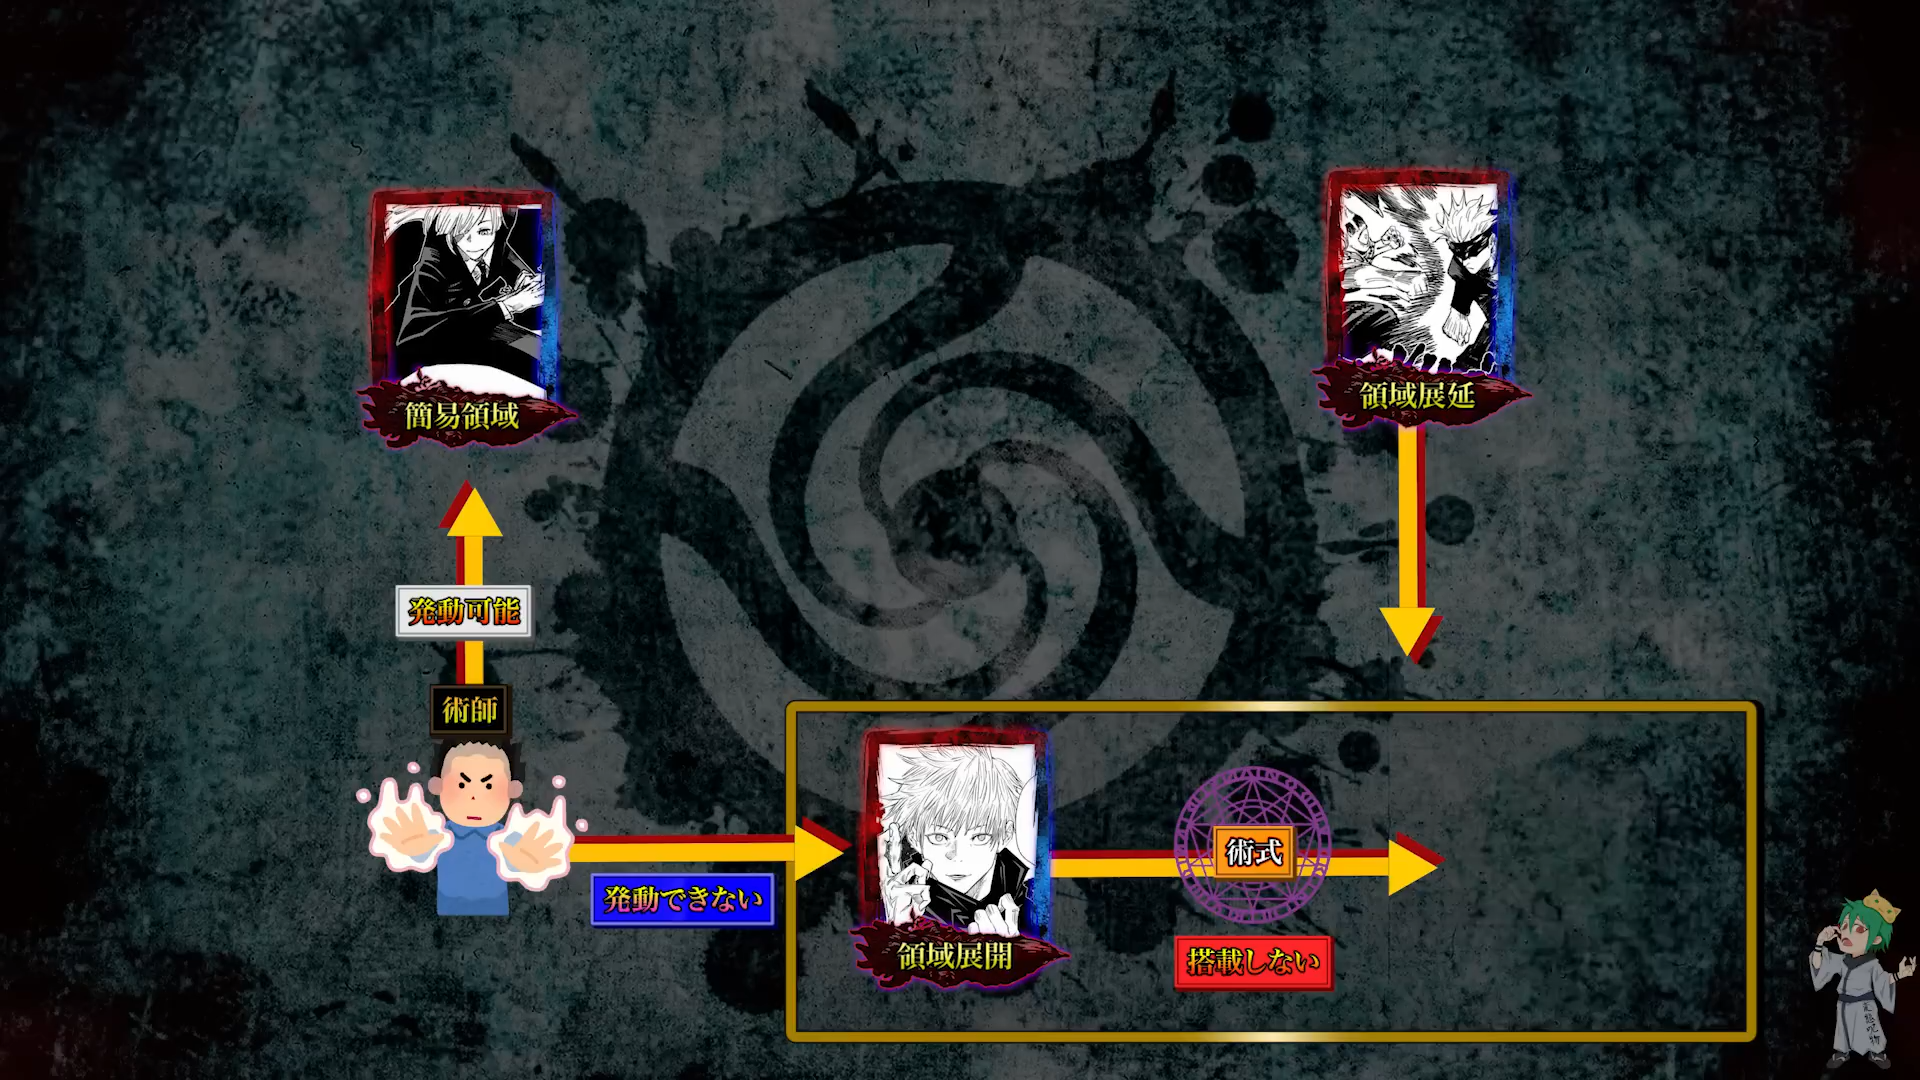 簡易領域
領域展延
発動可能
術師
発動できない
領域展開
術式
搭載しない